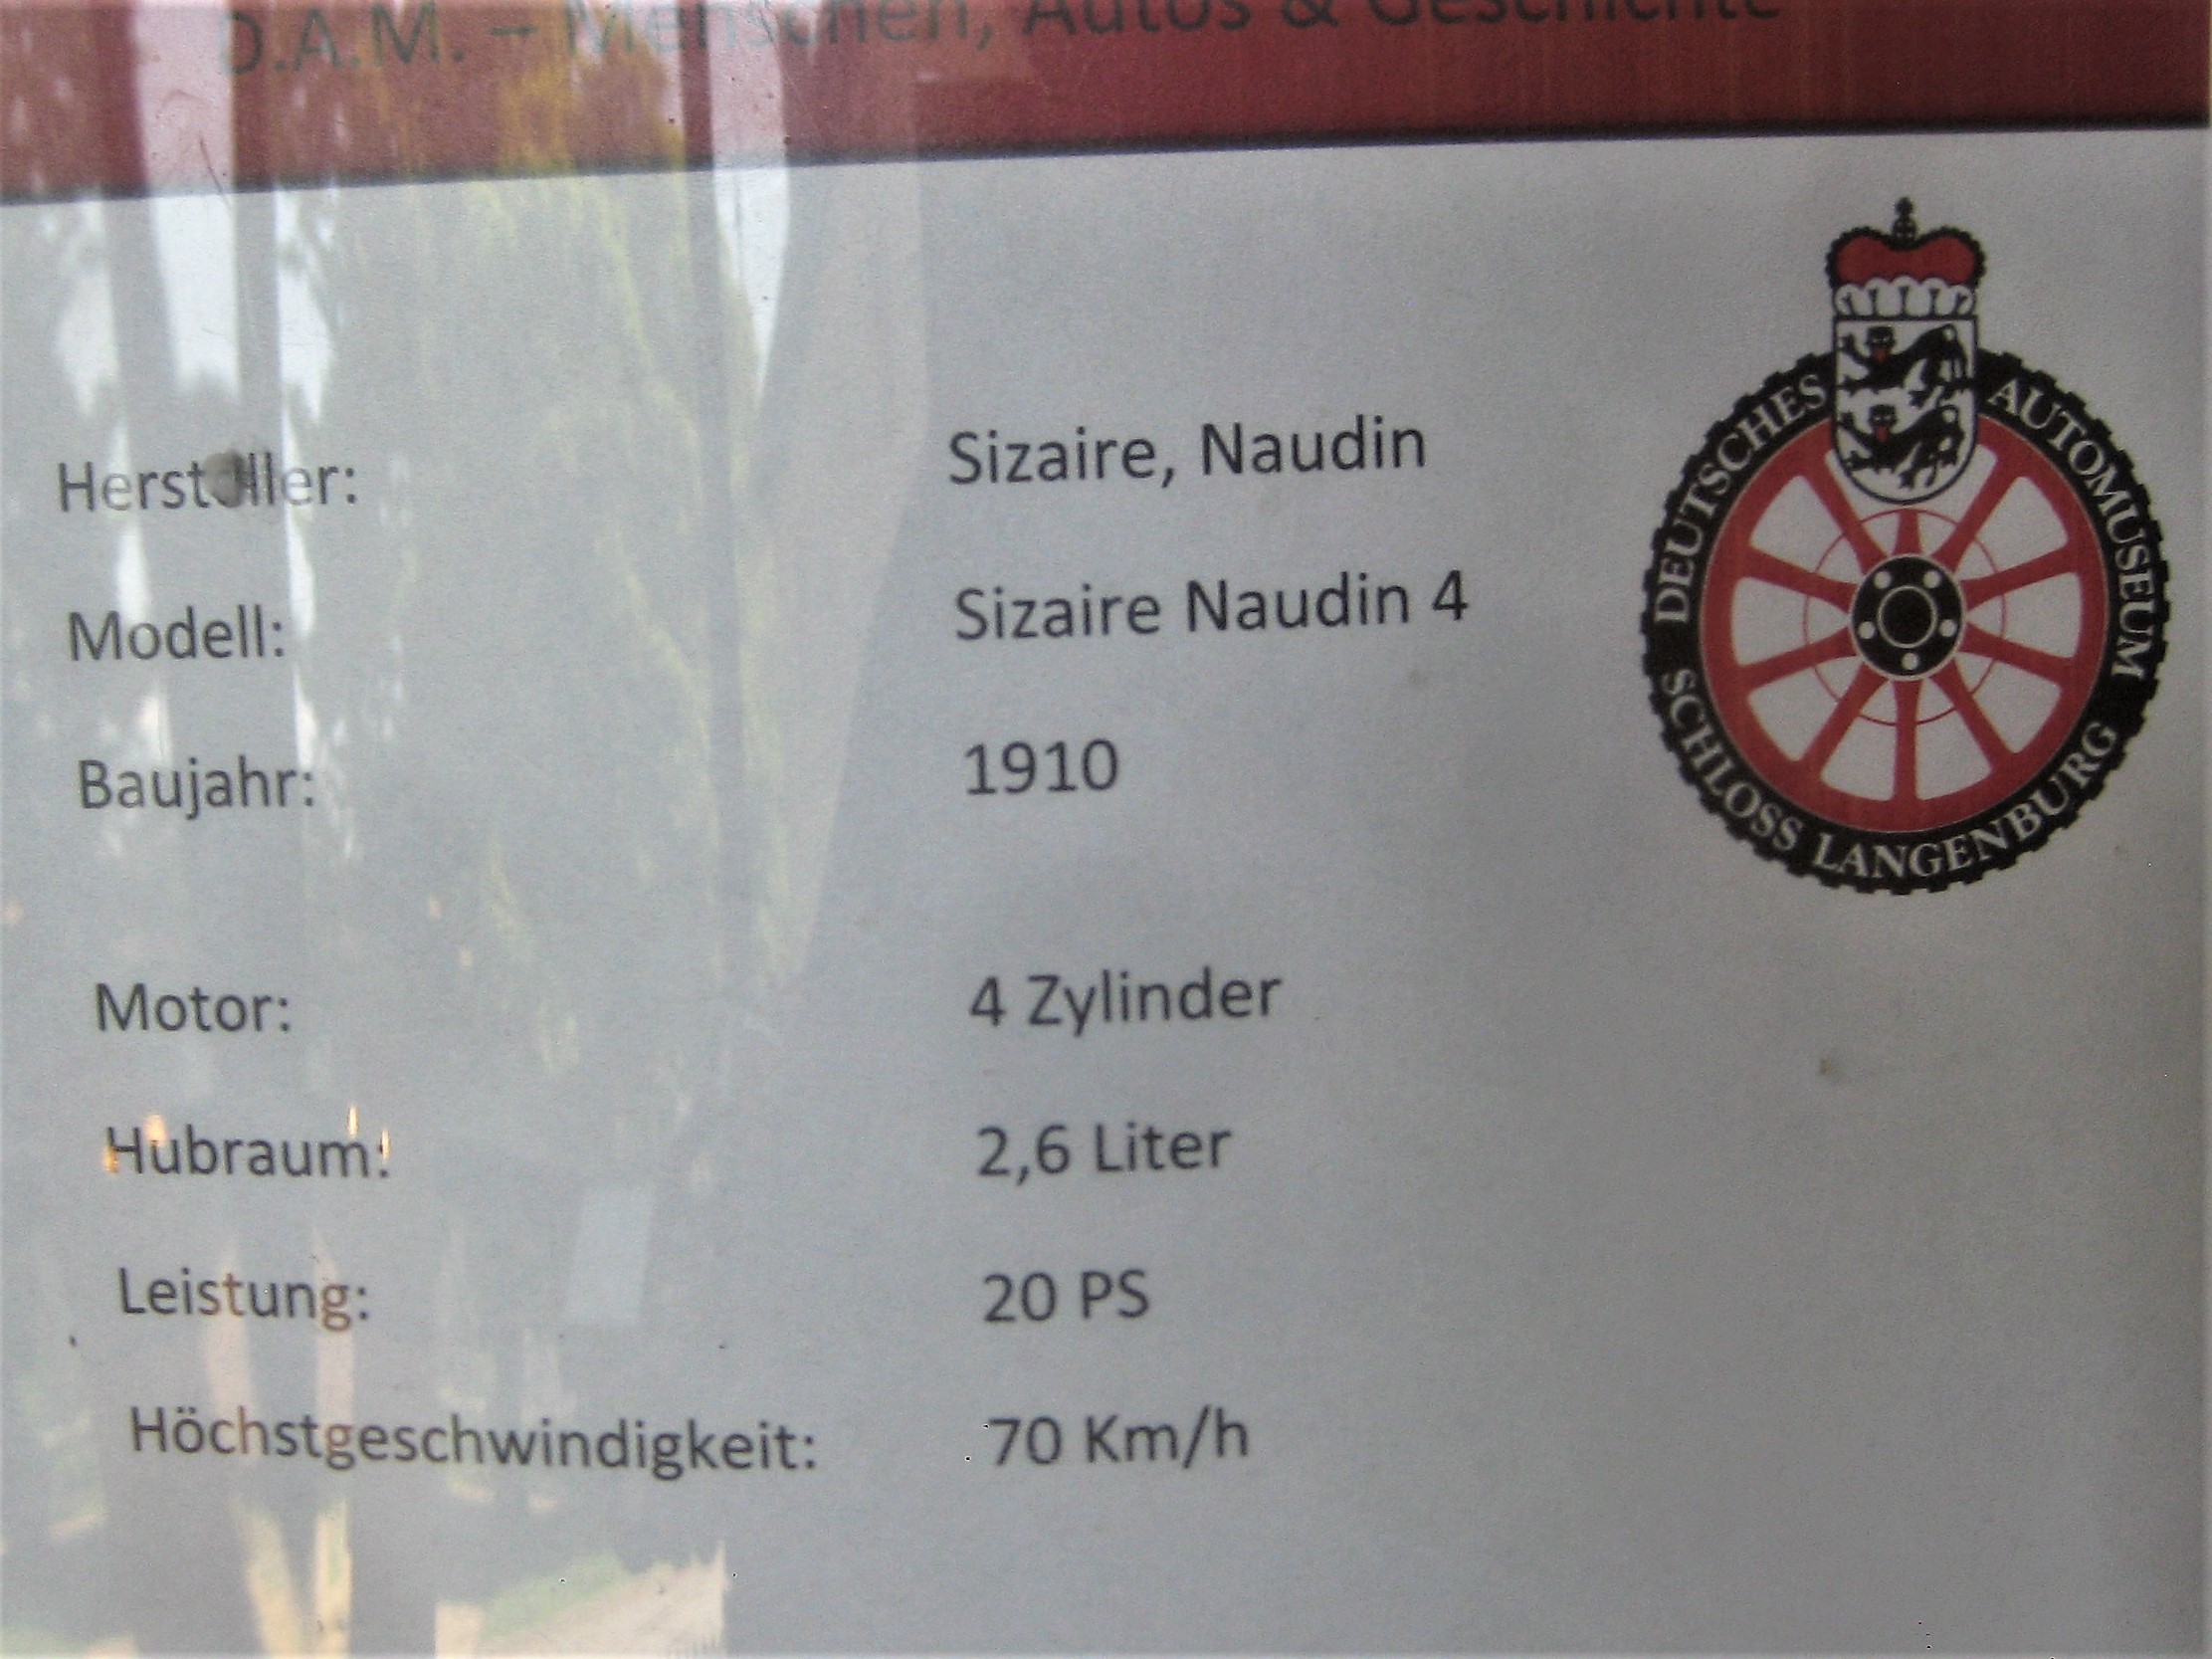 D.A.M. – Menschen, Autos & Geschichte
DEUTSCHES AUTOMUSEUM
SCHLOSS LANGENBURG
Hersteller: Sizaire, Naudin
Modell: Sizaire Naudin 4
Baujahr: 1910
Motor: 4 Zylinder
Hubraum: 2,6 Liter
Leistung: 20 PS
Höchstgeschwindigkeit: 70 Km/h